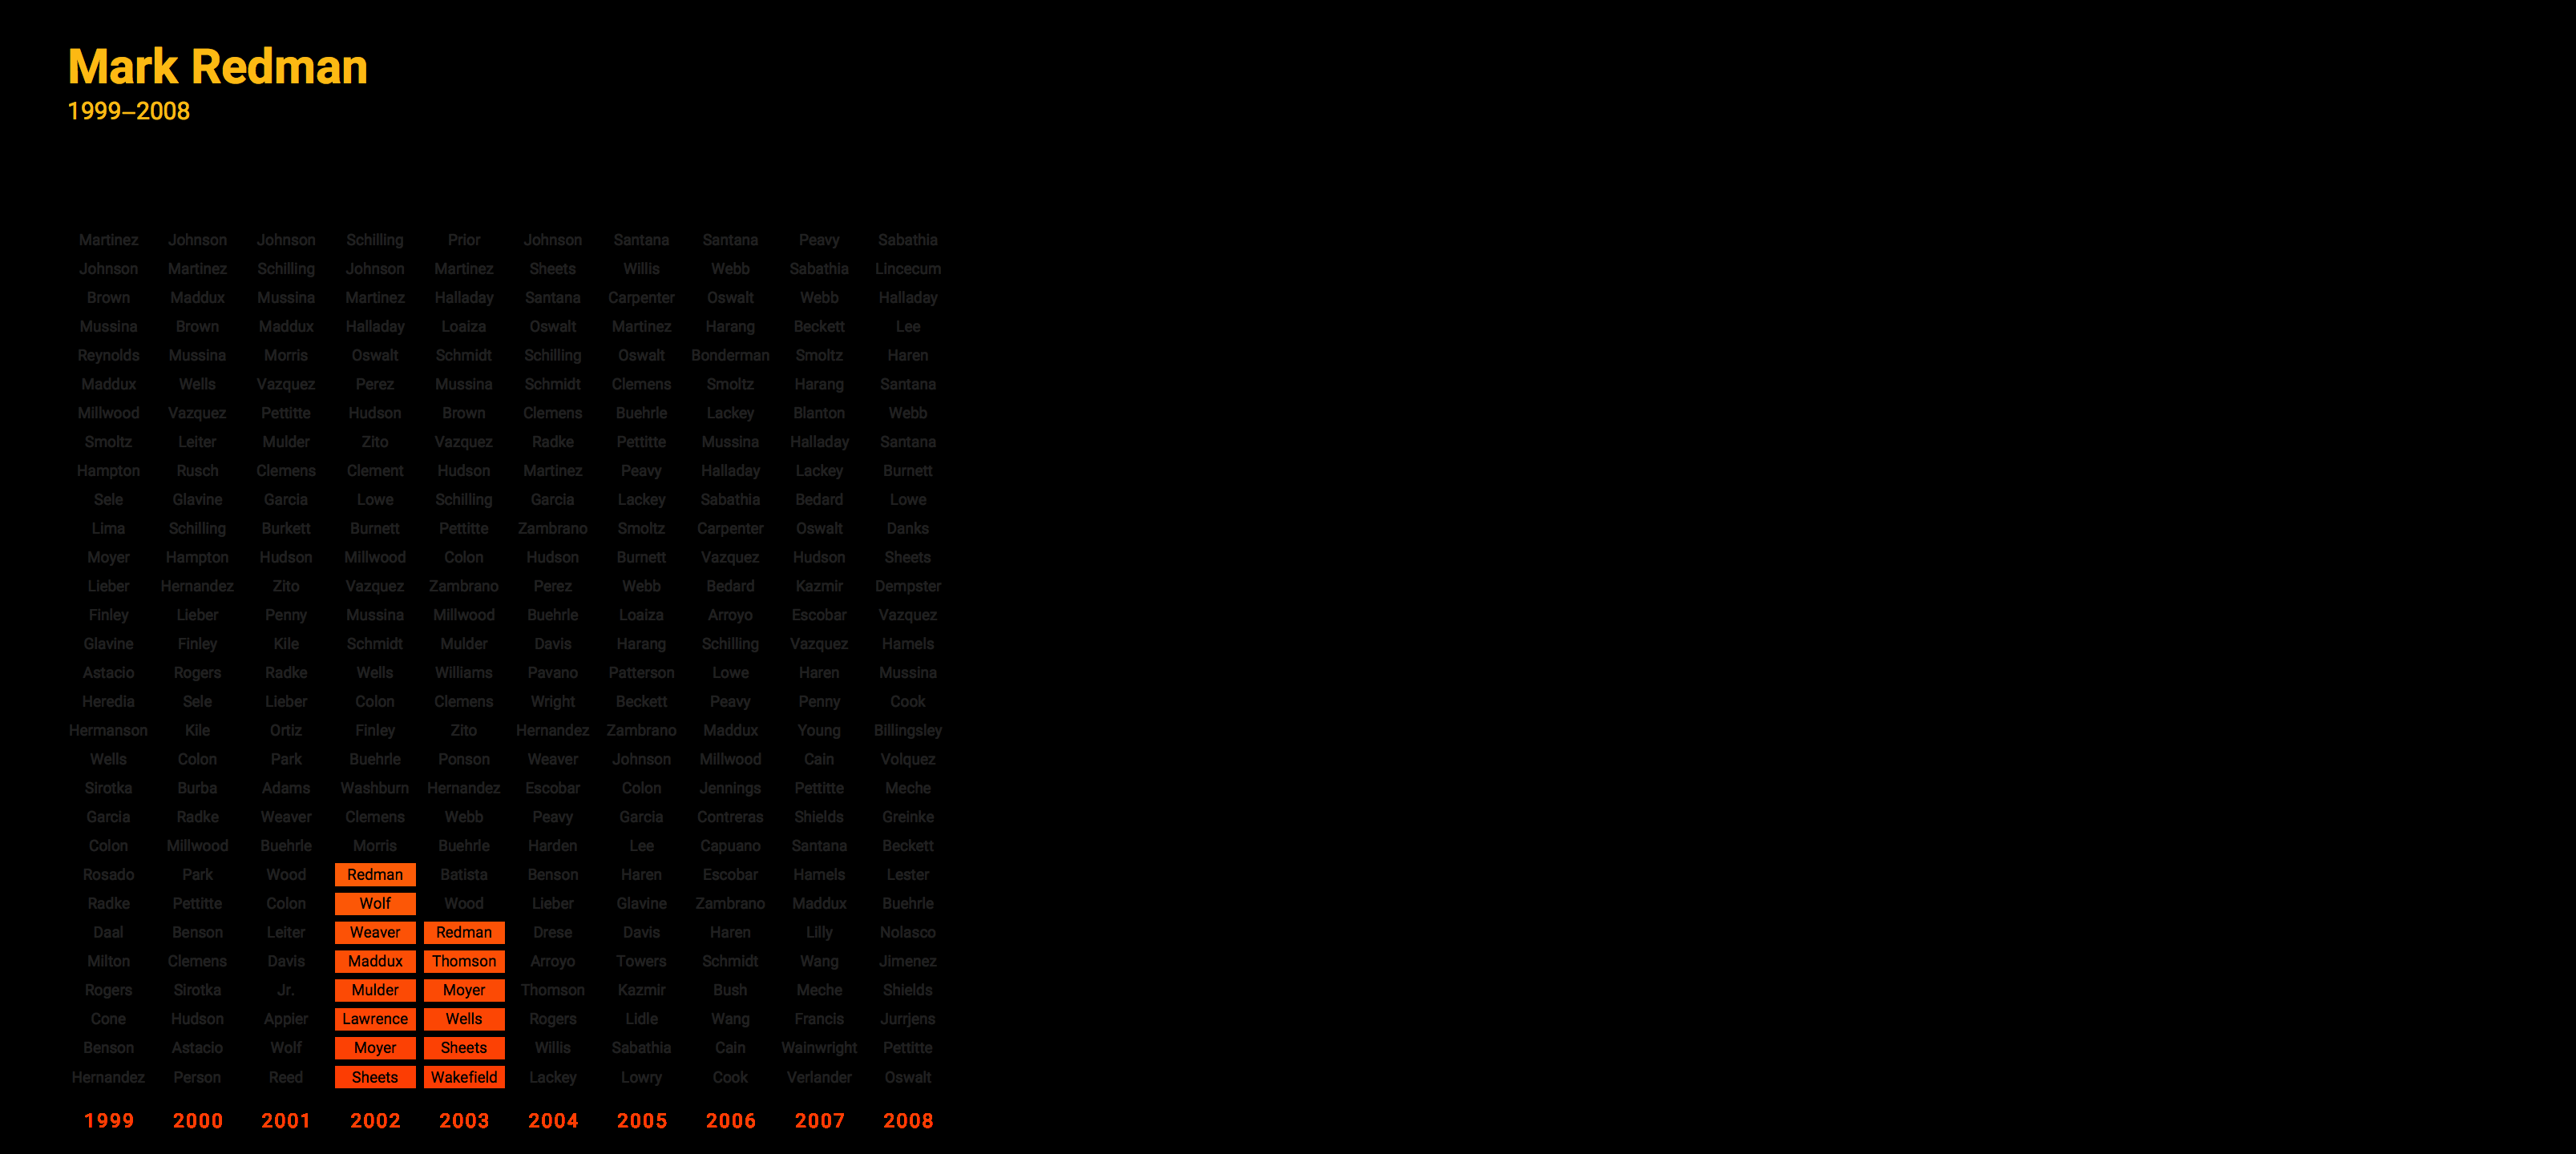 Mark Redman
1999–2008
Martinez Johnson Johnson Schilling Prior Johnson Santana Santana Peavy Sabathia
Johnson Martinez Schilling Johnson Martinez Sheets Willis Webb Sabathia Lincecum
Brown Maddux Mussina Martinez Halladay Santana Carpenter Oswalt Webb Halladay
Mussina Brown Maddux Halladay Loaiza Oswalt Martinez Harang Beckett Lee
Reynolds Mussina Morris Oswalt Schmidt Schilling Oswalt Bonderman Smoltz Haren
Maddux Wells Vazquez Perez Mussina Schmidt Clemens Smoltz Harang Santana
Millwood Vazquez Pettitte Hudson Brown Clemens Buehrle Lackey Blanton Webb
Smoltz Leiter Mulder Zito Vazquez Radke Pettitte Mussina Halladay Santana
Hampton Rusch Clemens Clement Hudson Martinez Peavy Halladay Lackey Burnett
Sele Glavine Garcia Lowe Schilling Garcia Lackey Sabathia Bedard Lowe
Lima Schilling Burkett Burnett Pettitte Zambrano Smoltz Carpenter Oswalt Danks
Moyer Hampton Hudson Millwood Colon Hudson Burnett Vazquez Hudson Sheets
Lieber Hernandez Zito Vazquez Zambrano Perez Webb Bedard Kazmir Dempster
Finley Lieber Penny Mussina Millwood Buehrle Loaiza Arroyo Escobar Vazquez
Glavine Finley Kile Schmidt Mulder Davis Harang Schilling Vazquez Hamels
Astacio Rogers Radke Wells Williams Pavano Patterson Lowe Haren Mussina
Heredia Sele Lieber Colon Clemens Wright Beckett Peavy Penny Cook
Hermanson Kile Ortiz Finley Zito Hernandez Zambrano Maddux Young Billingsley
Wells Colon Park Buehrle Ponson Weaver Johnson Millwood Cain Volquez
Sirotka Burba Adams Washburn Hernandez Escobar Colon Jennings Pettitte Meche
Garcia Radke Weaver Clemens Webb Peavy Garcia Contreras Shields Greinke
Colon Millwood Buehrle Morris Buehrle Harden Lee Capuano Santana Beckett
Rosado Park Wood Redman Batista Benson Haren Escobar Hamels Lester
Radke Pettitte Colon Wolf Wood Lieber Glavine Zambrano Maddux Buehrle
Daal Benson Leiter Weaver Redman Drese Davis Haren Lilly Nolasco
Milton Clemens Davis Maddux Thomson Arroyo Towers Schmidt Wang Jimenez
Rogers Sirotka Jr. Mulder Moyer Thomson Kazmir Bush Meche Shields
Cone Hudson Appier Lawrence Wells Rogers Lidle Wang Francis Jurrjens
Benson Astacio Wolf Moyer Sheets Willis Sabathia Cain Wainwright Pettitte
Hernandez Person Reed Sheets Wakefield Lackey Lowry Cook Verlander Oswalt
1999 2000 2001 2002 2003 2004 2005 2006 2007 2008